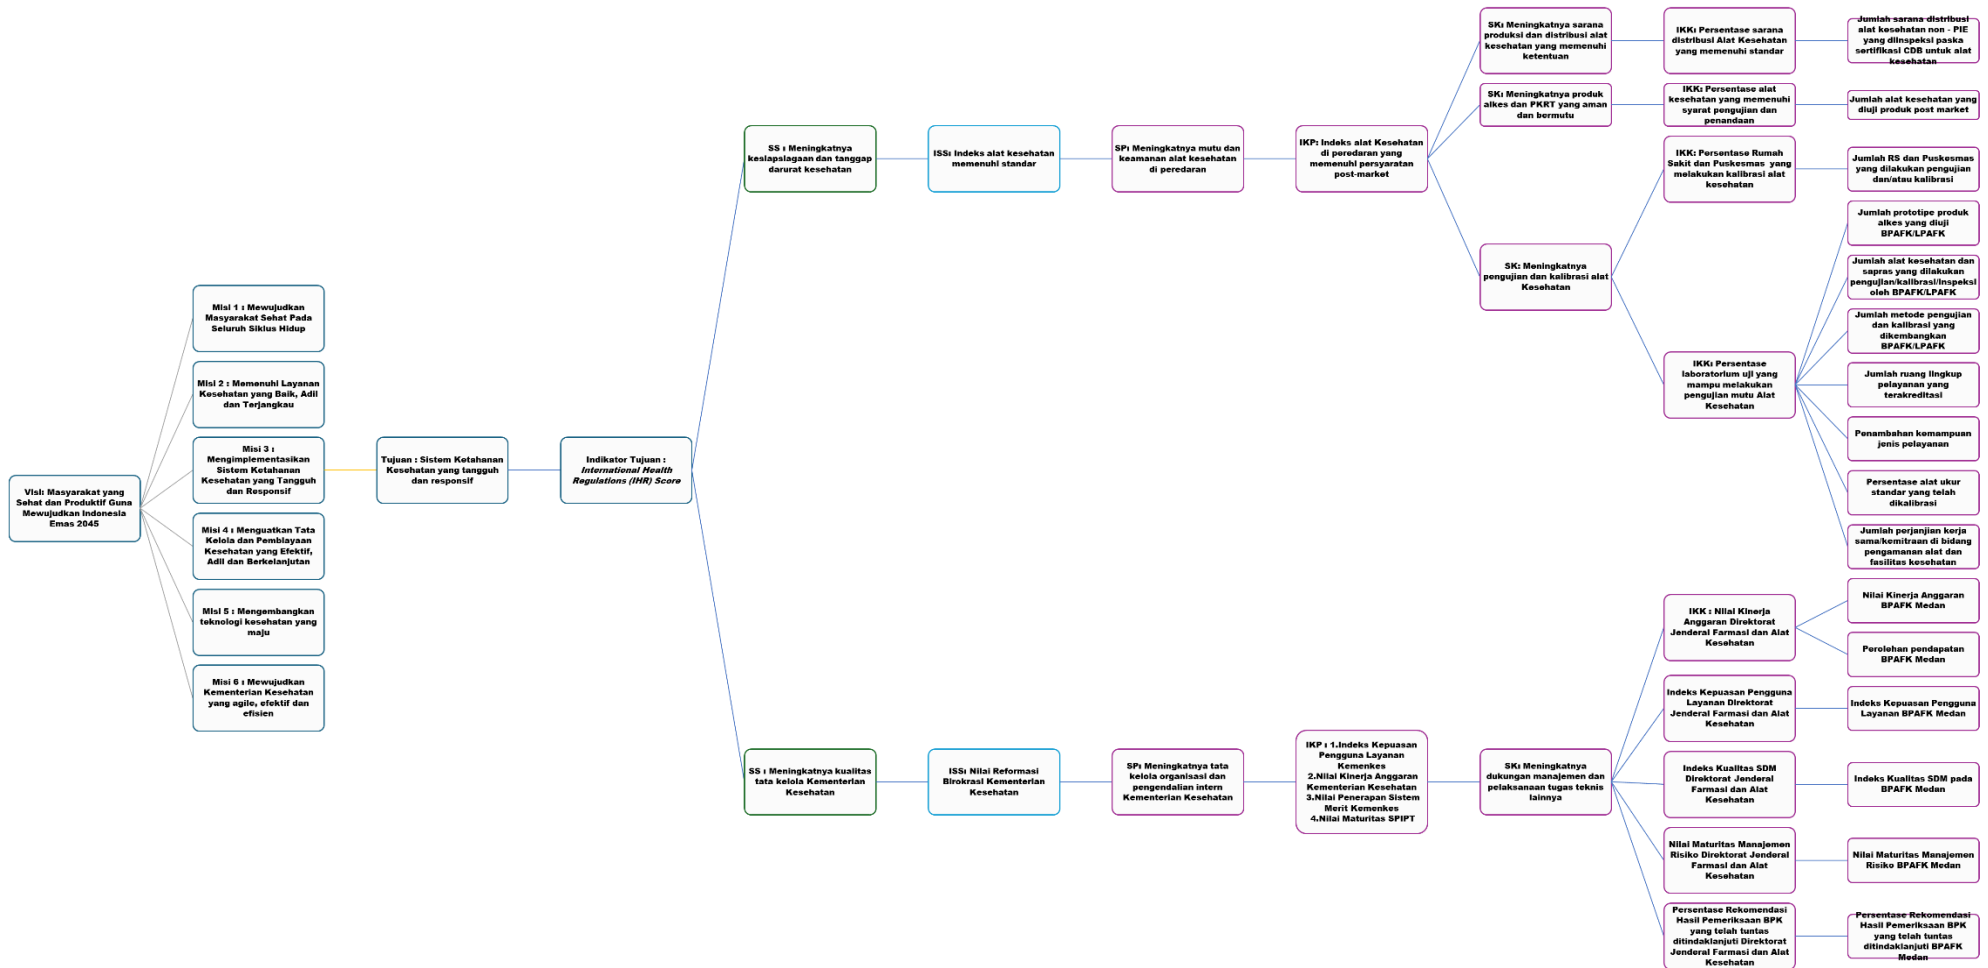 Visi: Masyarakat yang
Sehat dan Produktif Guna
Mewujudkan Indonesia
Emas 2045
Misi 1 : Mewujudkan
Masyarakat Sehat Pada
Seluruh Siklus Hidup
Misi 2 : Memenuhi Layanan
Kesehatan yang Baik, Adil
dan Terjangkau
Misi 3 :
Mengimplementasikan
Sistem Ketahanan
Kesehatan yang Tangguh
dan Responsif
Misi 4 : Menguatkan Tata
Kelola dan Pembiayaan
Kesehatan yang Efektif,
Adil dan Berkelanjutan
Misi 5 : Mengembangkan
teknologi kesehatan yang
maju
Misi 6 : Mewujudkan
Kementerian Kesehatan
yang agile, efektif dan
efisien
Tujuan : Sistem Ketahanan
Kesehatan yang tangguh
dan responsif
Indikator Tujuan :
International Health
Regulations (IHR) Score
SS : Meningkatnya
kesiapsiagaan dan tanggap
darurat kesehatan
ISS: Indeks alat kesehatan
memenuhi standar
SP: Meningkatnya mutu dan
keamanan alat kesehatan
di peredaran
IKP: Indeks alat Kesehatan
di peredaran yang
memenuhi persyaratan
post-market
SK: Meningkatnya sarana
produksi dan distribusi alat
kesehatan yang memenuhi
ketentuan
IKK: Persentase sarana
distribusi Alat Kesehatan
yang memenuhi standar
Jumlah sarana distribusi
alat kesehatan non - PIE
yang diinspeksi paska
sertifikasi CDB untuk alat
kesehatan
SK: Meningkatnya produk
alkes dan PKRT yang aman
dan bermutu
IKK: Persentase alat
kesehatan yang memenuhi
syarat pengujian dan
penandaan
Jumlah alat kesehatan yang
diuji produk post market
SK: Meningkatnya
pengujian dan kalibrasi alat
Kesehatan
IKK: Persentase Rumah
Sakit dan Puskesmas yang
melakukan kalibrasi alat
kesehatan
Jumlah RS dan Puskesmas
yang dilakukan pengujian
dan/atau kalibrasi
IKK: Persentase
laboratorium uji yang
mampu melakukan
pengujian mutu Alat
Kesehatan
Jumlah prototipe produk
alkes yang diuji
BPAFK/LPAFK
Jumlah alat kesehatan dan
sapras yang dilakukan
pengujian/kalibrasi/inspeksi
oleh BPAFK/LPAFK
Jumlah metode pengujian
dan kalibrasi yang
dikembangkan
BPAFK/LPAFK
Jumlah ruang lingkup
pelayanan yang
terakreditasi
Penambahan kemampuan
jenis pelayanan
Persentase alat ukur
standar yang telah
dikalibrasi
Jumlah perjanjian kerja
sama/kemitraan di bidang
pengamanan alat dan
fasilitas kesehatan
SS : Meningkatnya kualitas
tata kelola Kementerian
Kesehatan
ISS: Nilai Reformasi
Birokrasi Kementerian
Kesehatan
SP: Meningkatnya tata
kelola organisasi dan
pengendalian intern
Kementerian Kesehatan
IKP : 1.Indeks Kepuasan
Pengguna Layanan
Kemenkes
2.Nilai Kinerja Anggaran
Kementerian Kesehatan
3.Nilai Penerapan Sistem
Merit Kemenkes
4.Nilai Maturitas SPIPT
SK: Meningkatnya
dukungan manajemen dan
pelaksanaan tugas teknis
lainnya
IKK : Nilai Kinerja
Anggaran Direktorat
Jenderal Farmasi dan Alat
Kesehatan
Nilai Kinerja Anggaran
BPAFK Medan
Perolehan pendapatan
BPAFK Medan
Indeks Kepuasan Pengguna
Layanan Direktorat
Jenderal Farmasi dan Alat
Kesehatan
Indeks Kepuasan Pengguna
Layanan BPAFK Medan
Indeks Kualitas SDM
Direktorat Jenderal
Farmasi dan Alat
Kesehatan
Indeks Kualitas SDM pada
BPAFK Medan
Nilai Maturitas Manajemen
Risiko Direktorat Jenderal
Farmasi dan Alat
Kesehatan
Nilai Maturitas Manajemen
Risiko BPAFK Medan
Persentase Rekomendasi
Hasil Pemeriksaan BPK
yang telah tuntas
ditindaklanjuti Direktorat
Jenderal Farmasi dan Alat
Kesehatan
Persentase Rekomendasi
Hasil Pemeriksaan BPK
yang telah tuntas
ditindaklanjuti BPAFK
Medan